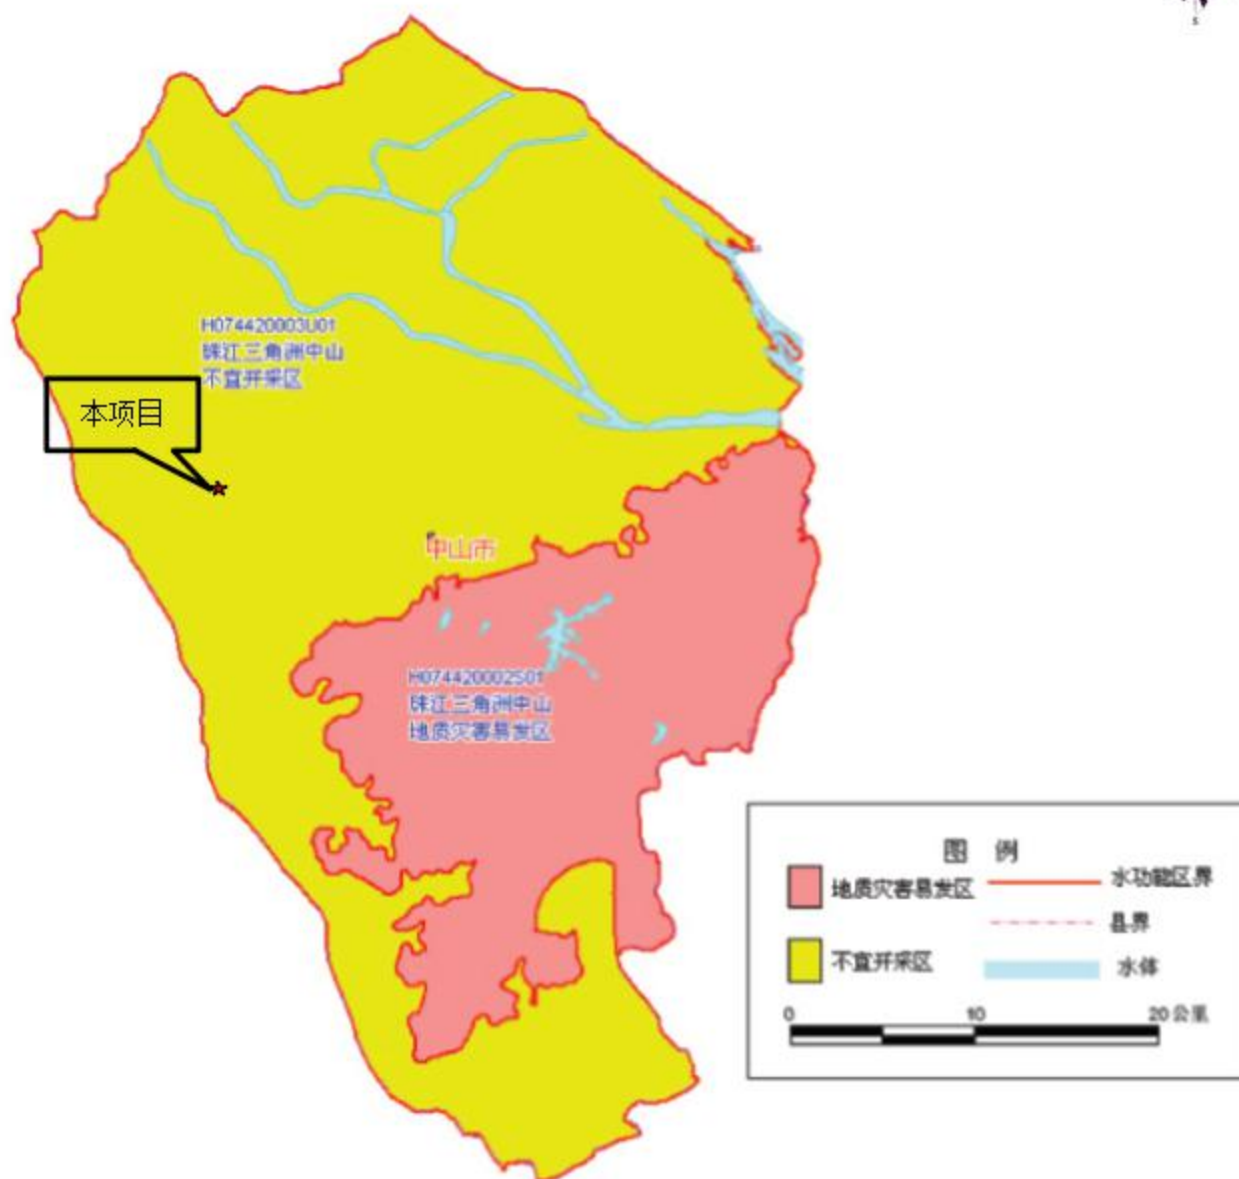 S
H074420003U01
珠江三角洲中山
不宜开采区
本项目
中山市
H074420002S01
珠江三角洲中山
地质灾害易发区
图 例
地质灾害易发区
水功能区界
县界
不宜开采区
水体
0 10 20公里